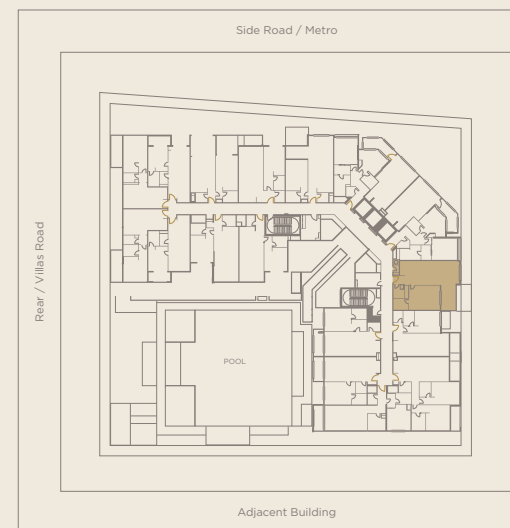 Side Road / Metro
Rear / Villas Road
POOL
Adjacent Building